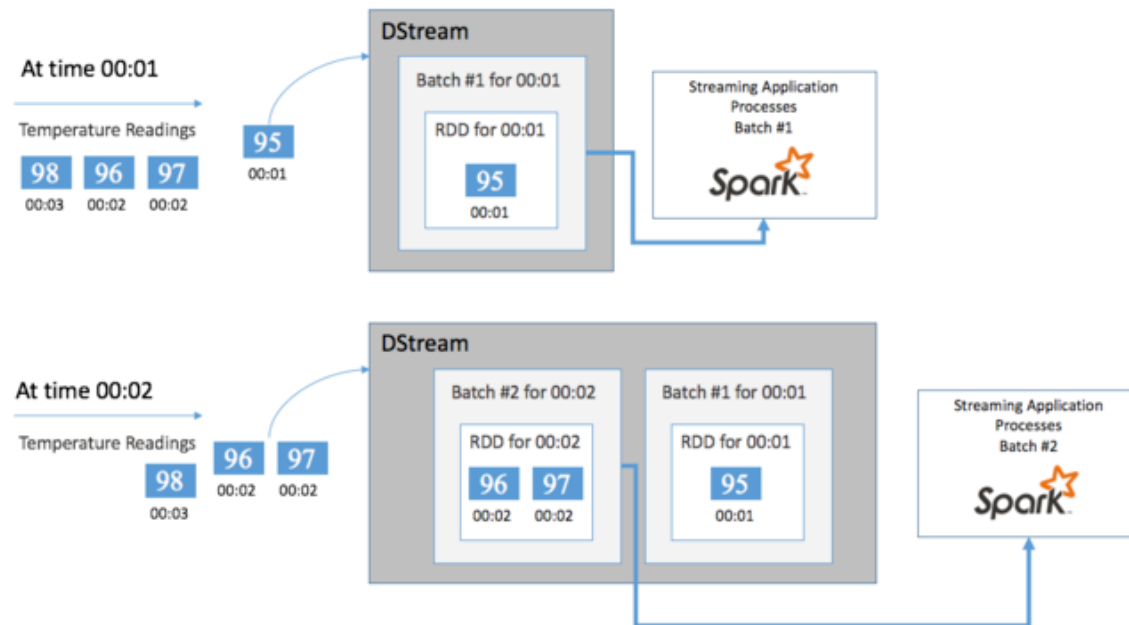 At time 00:01
Temperature Readings
98 96 97
00:03 00:02 00:02
95
00:01
DStream
Batch #1 for 00:01
RDD for 00:01
95
00:01
Streaming Application
Processes
Batch #1
Spark
At time 00:02
Temperature Readings
98
00:03
96 97
00:02 00:02
DStream
Batch #2 for 00:02
RDD for 00:02
96 97
00:02 00:02
Batch #1 for 00:01
RDD for 00:01
95
00:01
Streaming Application
Processes
Batch #2
Spark